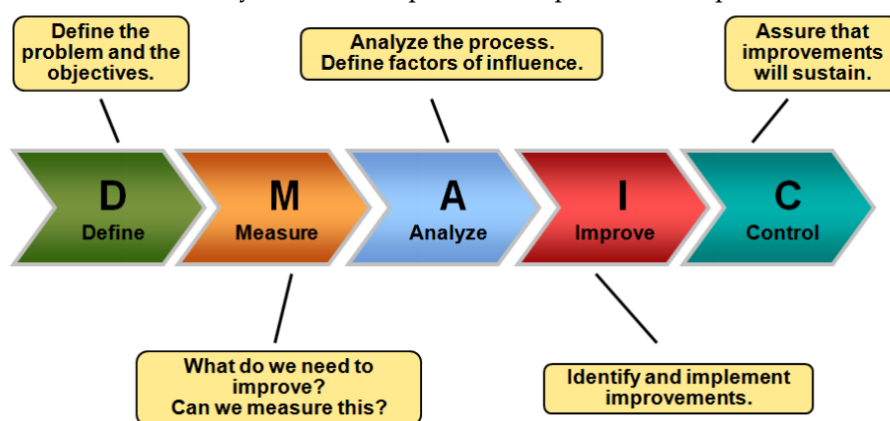 Define the
problem and the
objectives.
Analyze the process.
Define factors of influence.
Assure that
improvements
will sustain.
D
Define
M
Measure
A
Analyze
I
Improve
C
Control
What do we need to
improve?
Can we measure this?
Identify and implement
improvements.